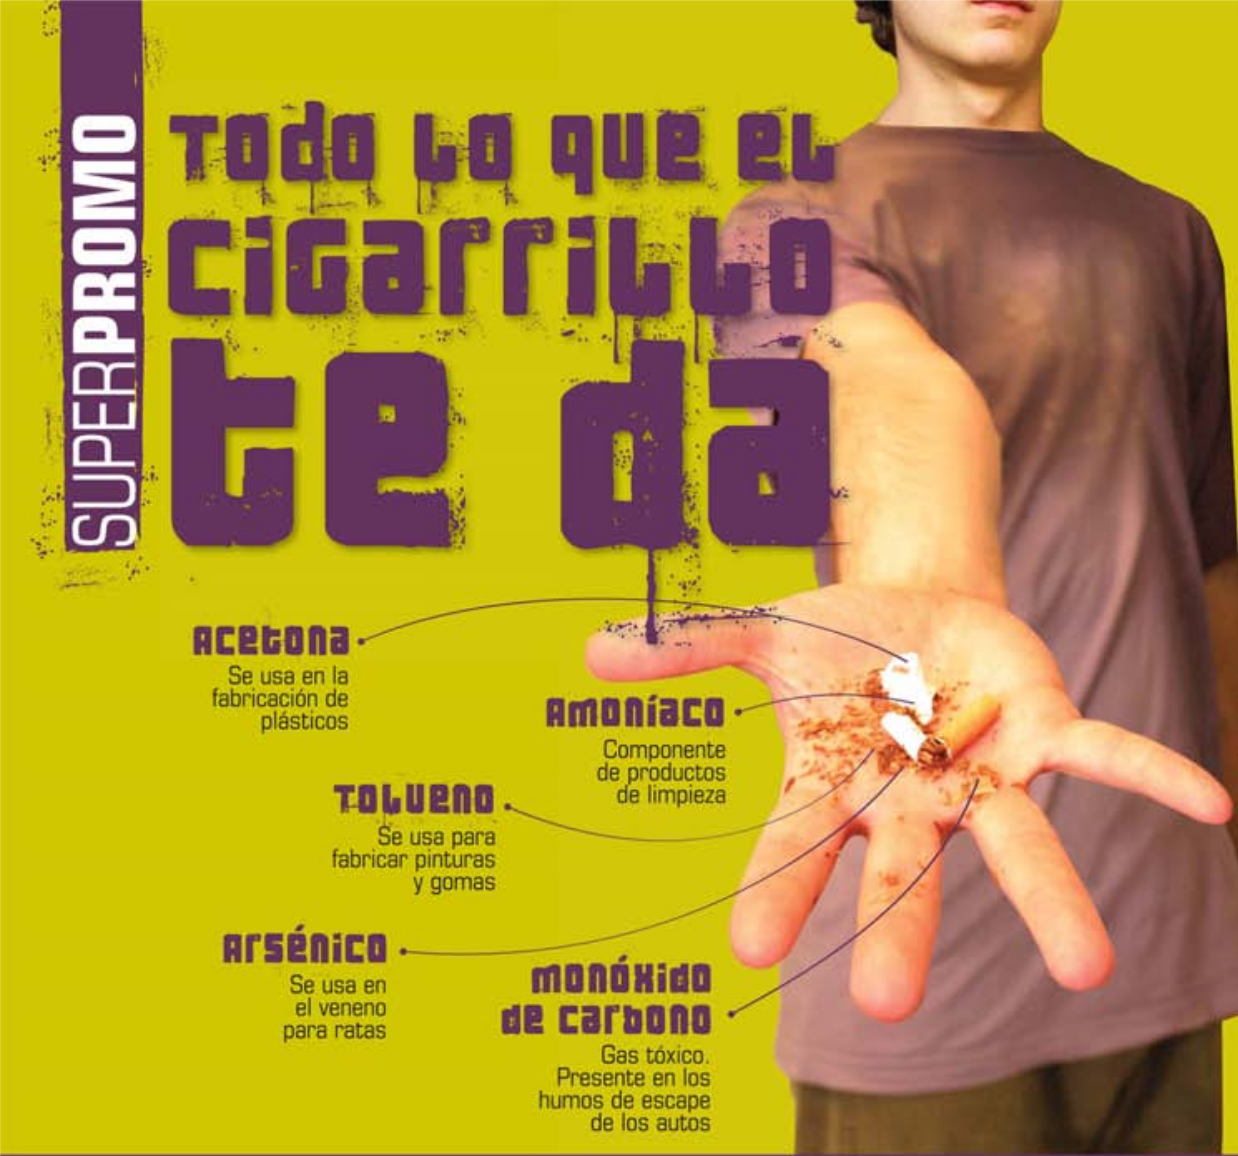 SUPERPROMO
Todo lo que el
cigarrillo
te da
Acetona
Se usa en la
fabricación de
plásticos
Amoníaco
Componente
de productos
de limpieza
Tolueno
Se usa para
fabricar pinturas
y gomas
Arsénico
Se usa en
el veneno
para ratas
monóxido
de carbono
Gas tóxico.
Presente en los
humos de escape
de los autos